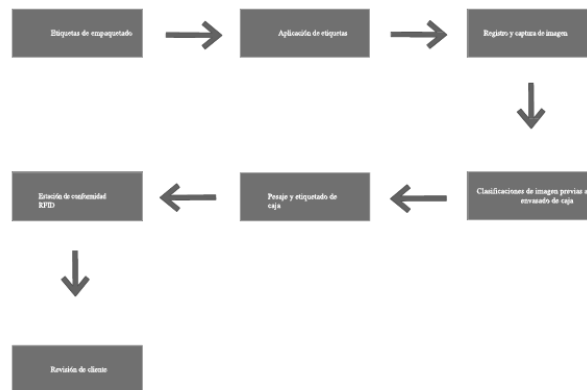 Etiquetas de empaquetado
Aplicación de etiquetas
Registro y captura de imagen
Clasificaciones de imagen previas a
envasado de caja
Pesaje y etiquetado de
caja
Estación de conformidad
RFID
Revisión de cliente